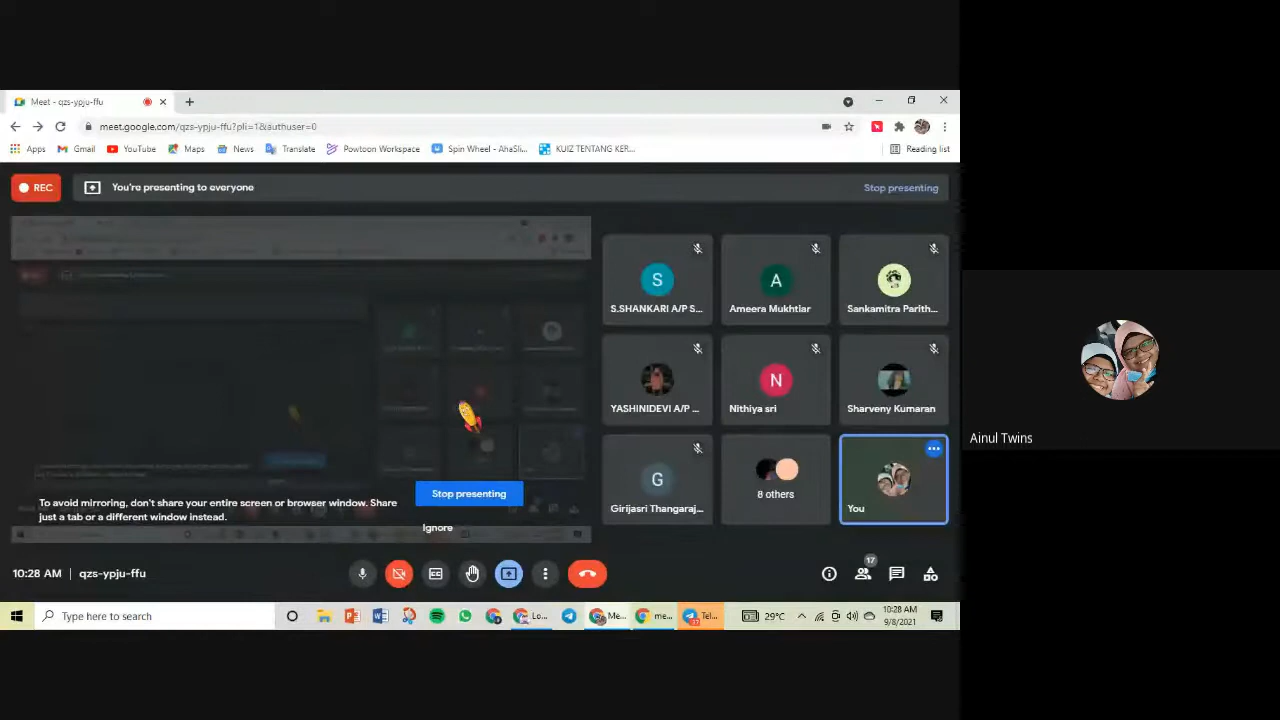 Meet - qzs-ypju-ffu
meet.google.com/qzs-ypju-ffu?pli=1&authuser=0
Apps Gmail YouTube Maps News Translate Powtoon Workspace Spin Wheel - AhaSli... KUIZ TENTANG KER... Reading list
REC You're presenting to everyone Stop presenting
S S.SHANKARI A/P S...
A Ameera Mukhtiar
Sankamitra Parith...
YASHINIDEVI A/P ...
N Nithiya sri
Sharveny Kumaran
G Girijasri Thangaraj...
8 others
You
Ainul Twins
To avoid mirroring, don't share your entire screen or browser window. Share
just a tab or a different window instead.
Stop presenting
Ignore
10:28 AM | qzs-ypju-ffu
17
Type here to search
Lo...
Me...
me...
Tel...
29°C
10:28 AM
9/8/2021